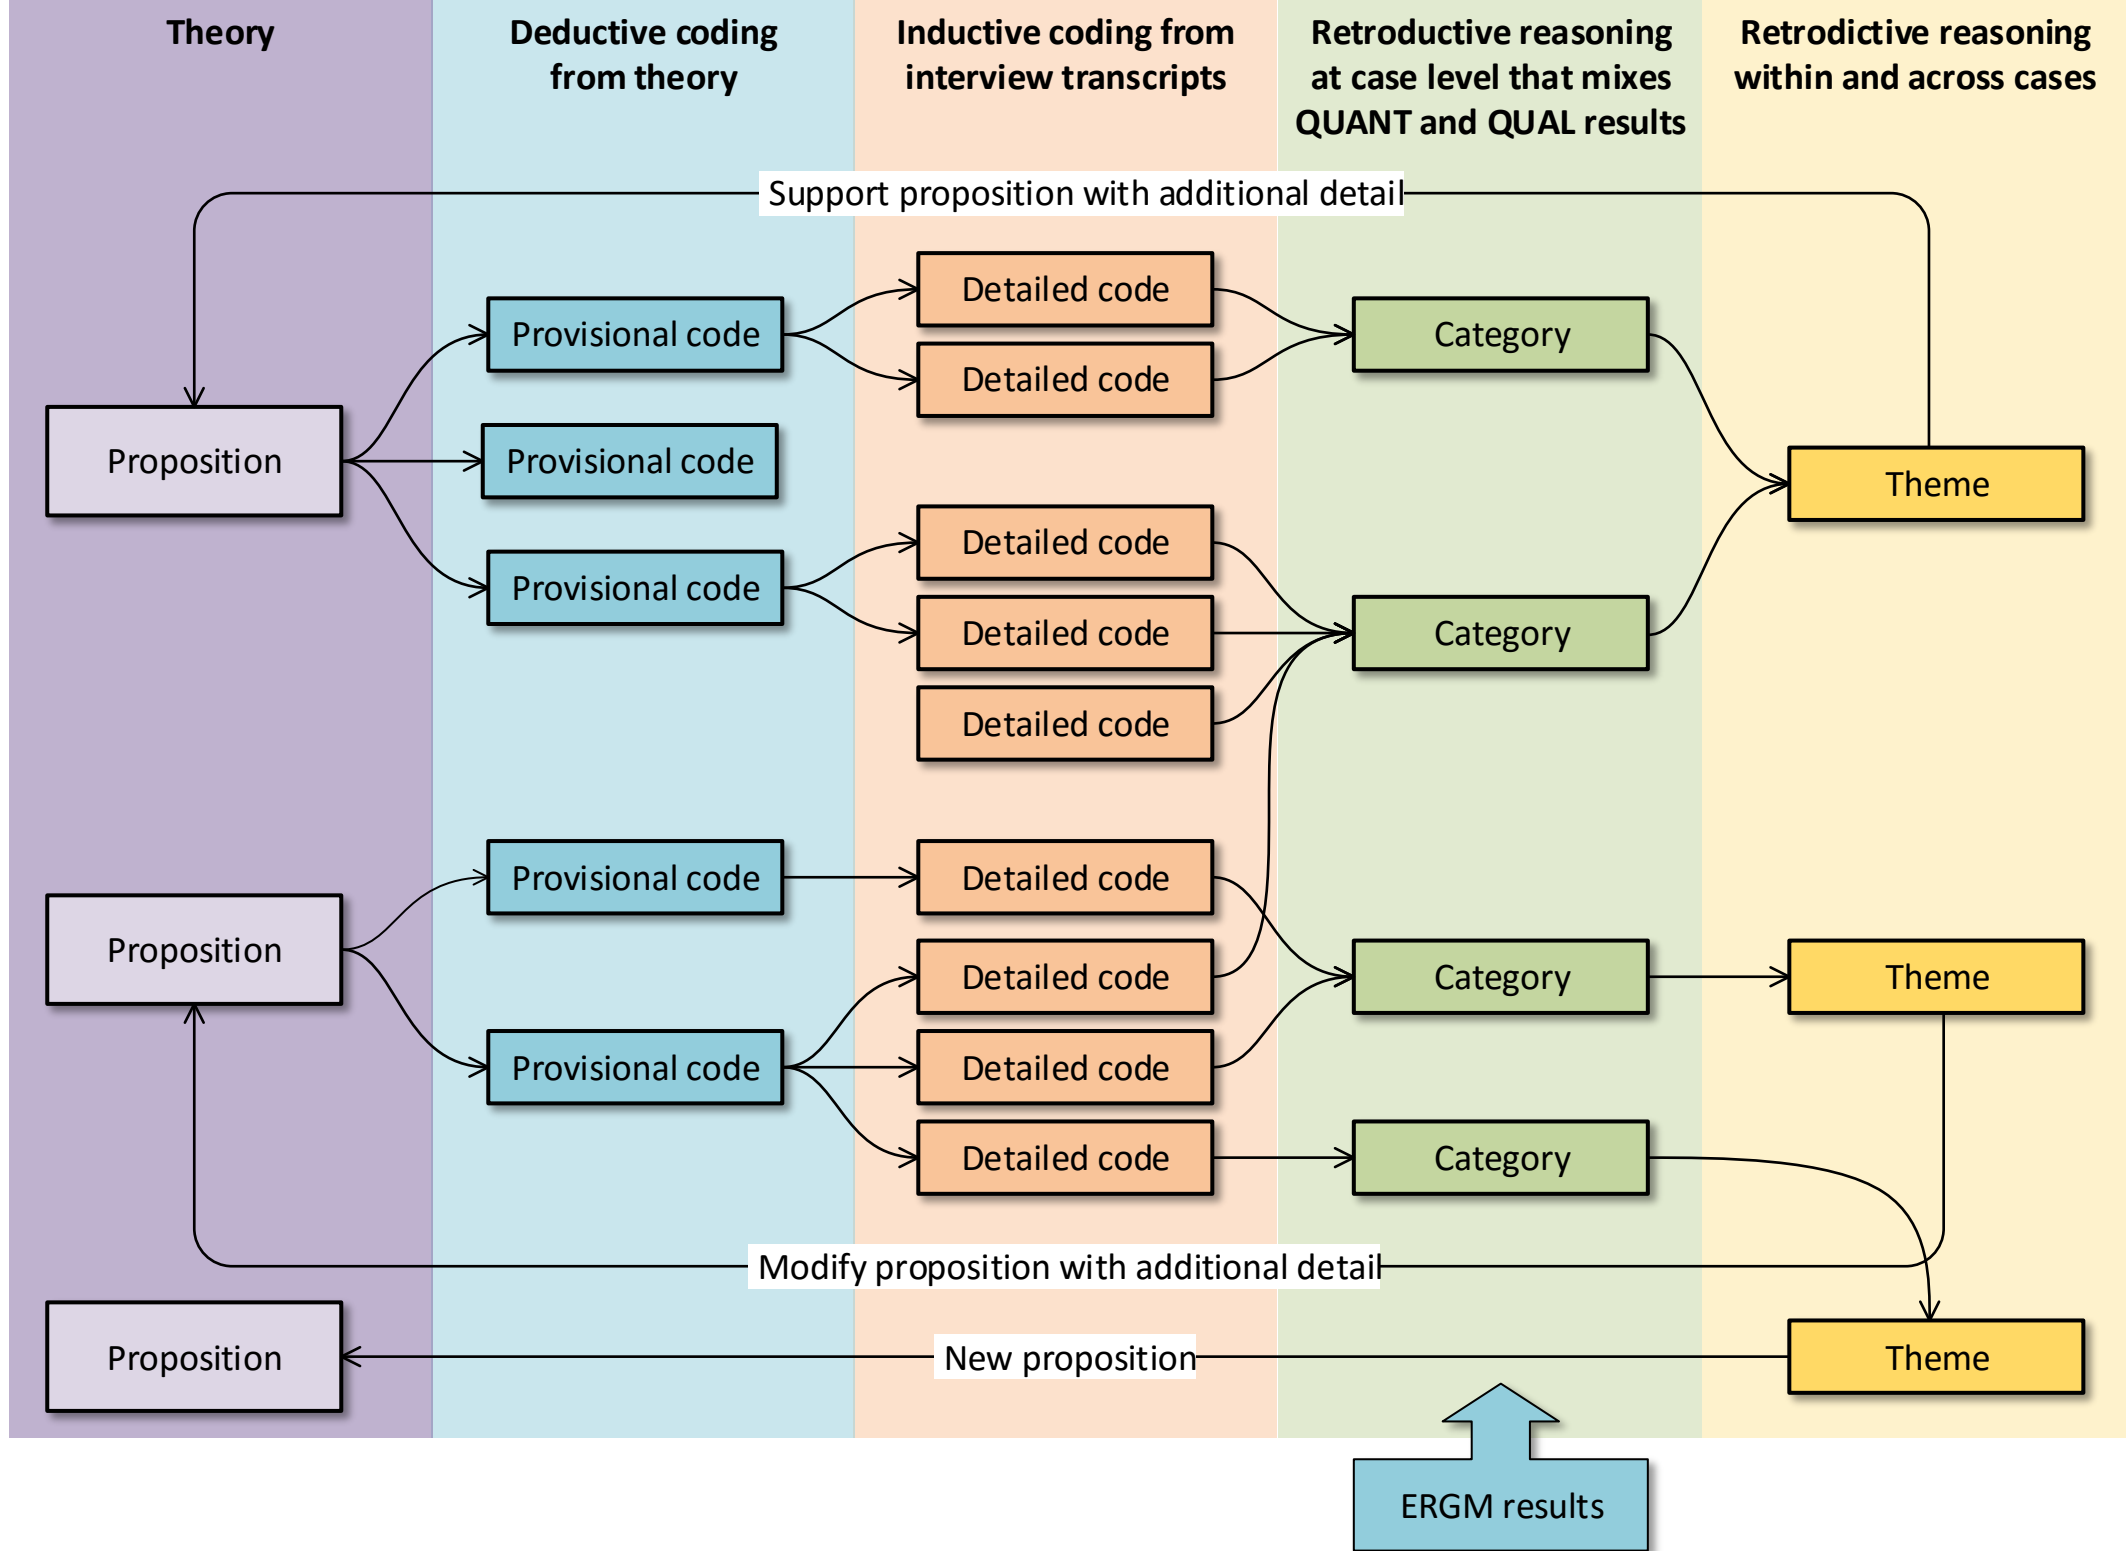 Theory
Deductive coding
from theory
Inductive coding from
interview transcripts
Retroductive reasoning
at case level that mixes
QUANT and QUAL results
Retrodictive reasoning
within and across cases
Support proposition with additional detail
Detailed code
Provisional code
Category
Detailed code
Proposition
Provisional code
Theme
Detailed code
Provisional code
Detailed code
Category
Detailed code
Provisional code
Detailed code
Proposition
Detailed code
Category
Theme
Provisional code
Detailed code
Detailed code
Category
Modify proposition with additional detail
Proposition
New proposition
Theme
ERGM results